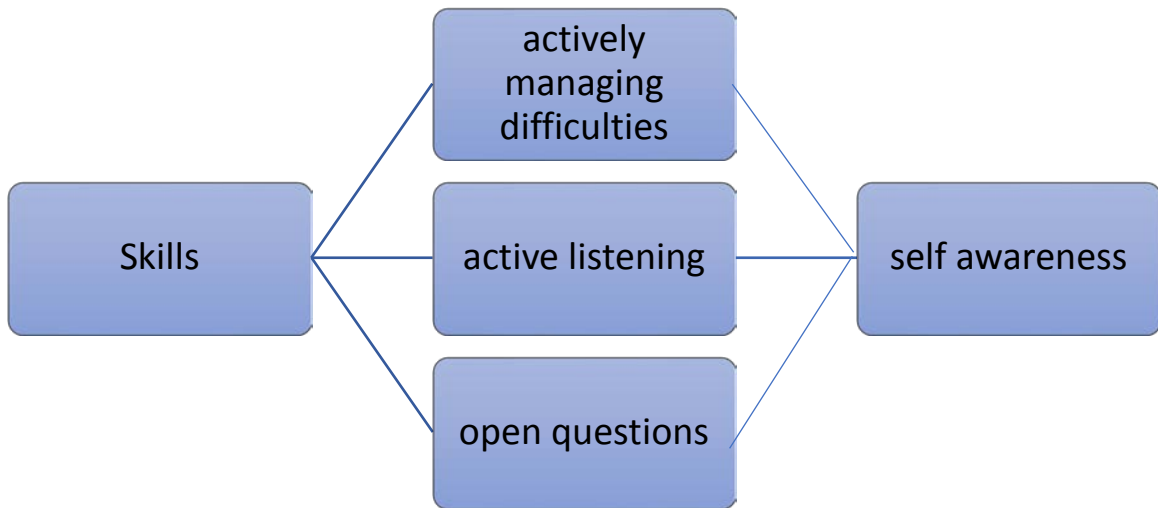 Skills
actively
managing
difficulties
active listening
open questions
self awareness